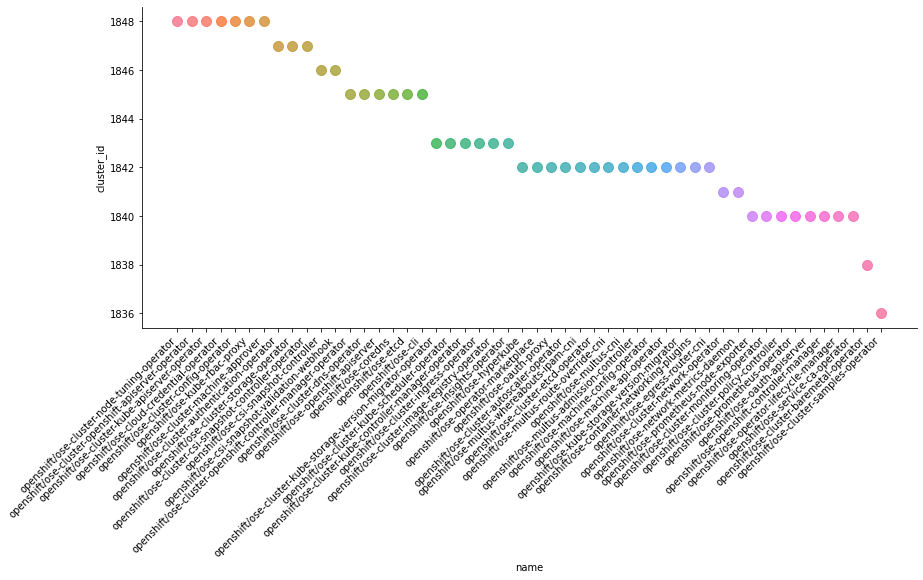 1848
1846
1844
1842
1840
1838
1836
cluster_id
openshift/ose-cluster-node-tuning-operator
openshift/ose-cluster-openshift-apiserver-operator
openshift/ose-cluster-kube-apiserver-operator
openshift/ose-cloud-credential-operator
openshift/ose-cluster-config-operator
openshift/ose-kube-rbac-proxy
openshift/ose-cluster-machine-approver
openshift/ose-cluster-authentication-operator
openshift/ose-cluster-storage-operator
openshift/ose-cluster-csi-snapshot-controller-operator
openshift/ose-csi-snapshot-controller
openshift/ose-csi-snapshot-validation-webhook
openshift/ose-cluster-openshift-controller-manager-operator
openshift/ose-cluster-dns-operator
openshift/ose-openshift-apiserver
openshift/ose-coredns
openshift/ose-etcd
openshift/ose-cli
openshift/ose-cluster-kube-storage-version-migrator-operator
openshift/ose-cluster-kube-scheduler-operator
openshift/ose-cluster-kube-controller-manager-operator
openshift/ose-cluster-ingress-operator
openshift/ose-cluster-image-registry-operator
openshift/ose-insights-operator
openshift/ose-hyperkube
openshift/ose-operator-marketplace
openshift/ose-oauth-proxy
openshift/ose-cluster-autoscaler-operator
openshift/ose-multus-whereabouts-ipam-cni
openshift/ose-cluster-etcd-operator
openshift/ose-multus-route-override-cni
openshift/ose-multus-cni
openshift/ose-multus-admission-controller
openshift/ose-machine-config-operator
openshift/ose-machine-api-operator
openshift/ose-kube-storage-version-migrator
openshift/ose-containernetworking-plugins
openshift/ose-egress-router-cni
openshift/ose-cluster-network-operator
openshift/ose-network-metrics-daemon
openshift/ose-prometheus-node-exporter
openshift/ose-cluster-monitoring-operator
openshift/ose-cluster-policy-controller
openshift/ose-prometheus-operator
openshift/ose-oauth-apiserver
openshift/ose-openshift-controller-manager
openshift/ose-operator-lifecycle-manager
openshift/ose-service-ca-operator
openshift/ose-cluster-baremetal-operator
openshift/ose-cluster-samples-operator
name